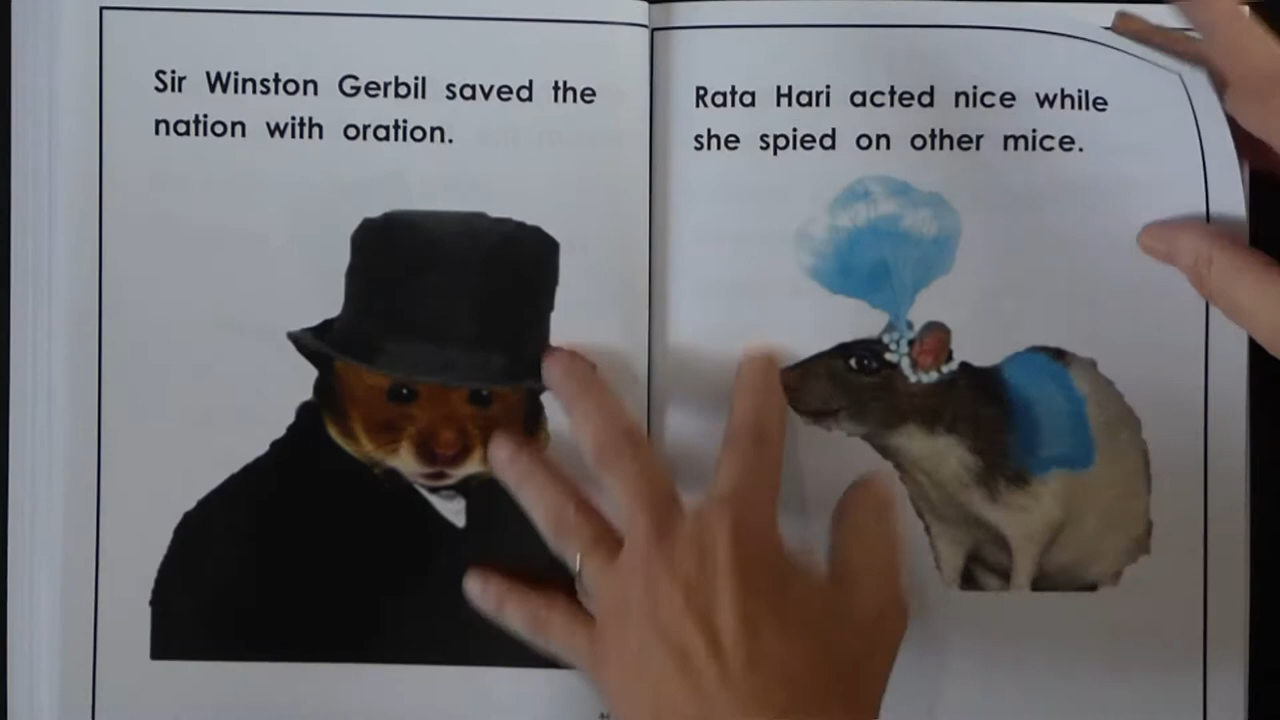 Sir Winston Gerbil saved the
nation with oration.
Rata Hari acted nice while
she spied on other mice.